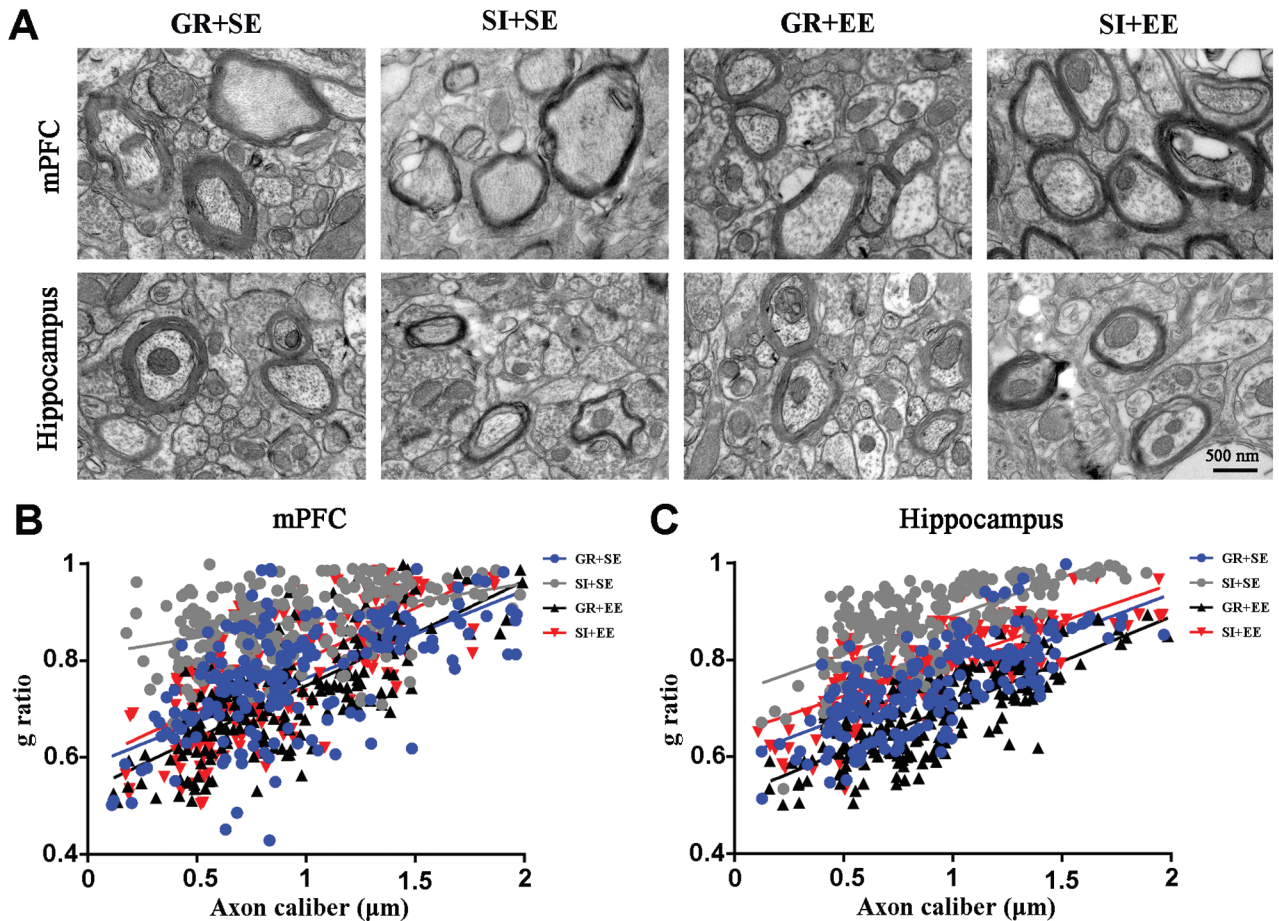 A
GR+SE SI+SE GR+EE SI+EE
mPFC
Hippocampus
500 nm
B
mPFC
GR+SE
SI+SE
GR+EE
SI+EE
g ratio
1
0.8
0.6
0.4
0 0.5 1 1.5 2
Axon caliber (μm)
C
Hippocampus
GR+SE
SI+SE
GR+EE
SI+EE
g ratio
1
0.8
0.6
0.4
0 0.5 1 1.5 2
Axon caliber (μm)